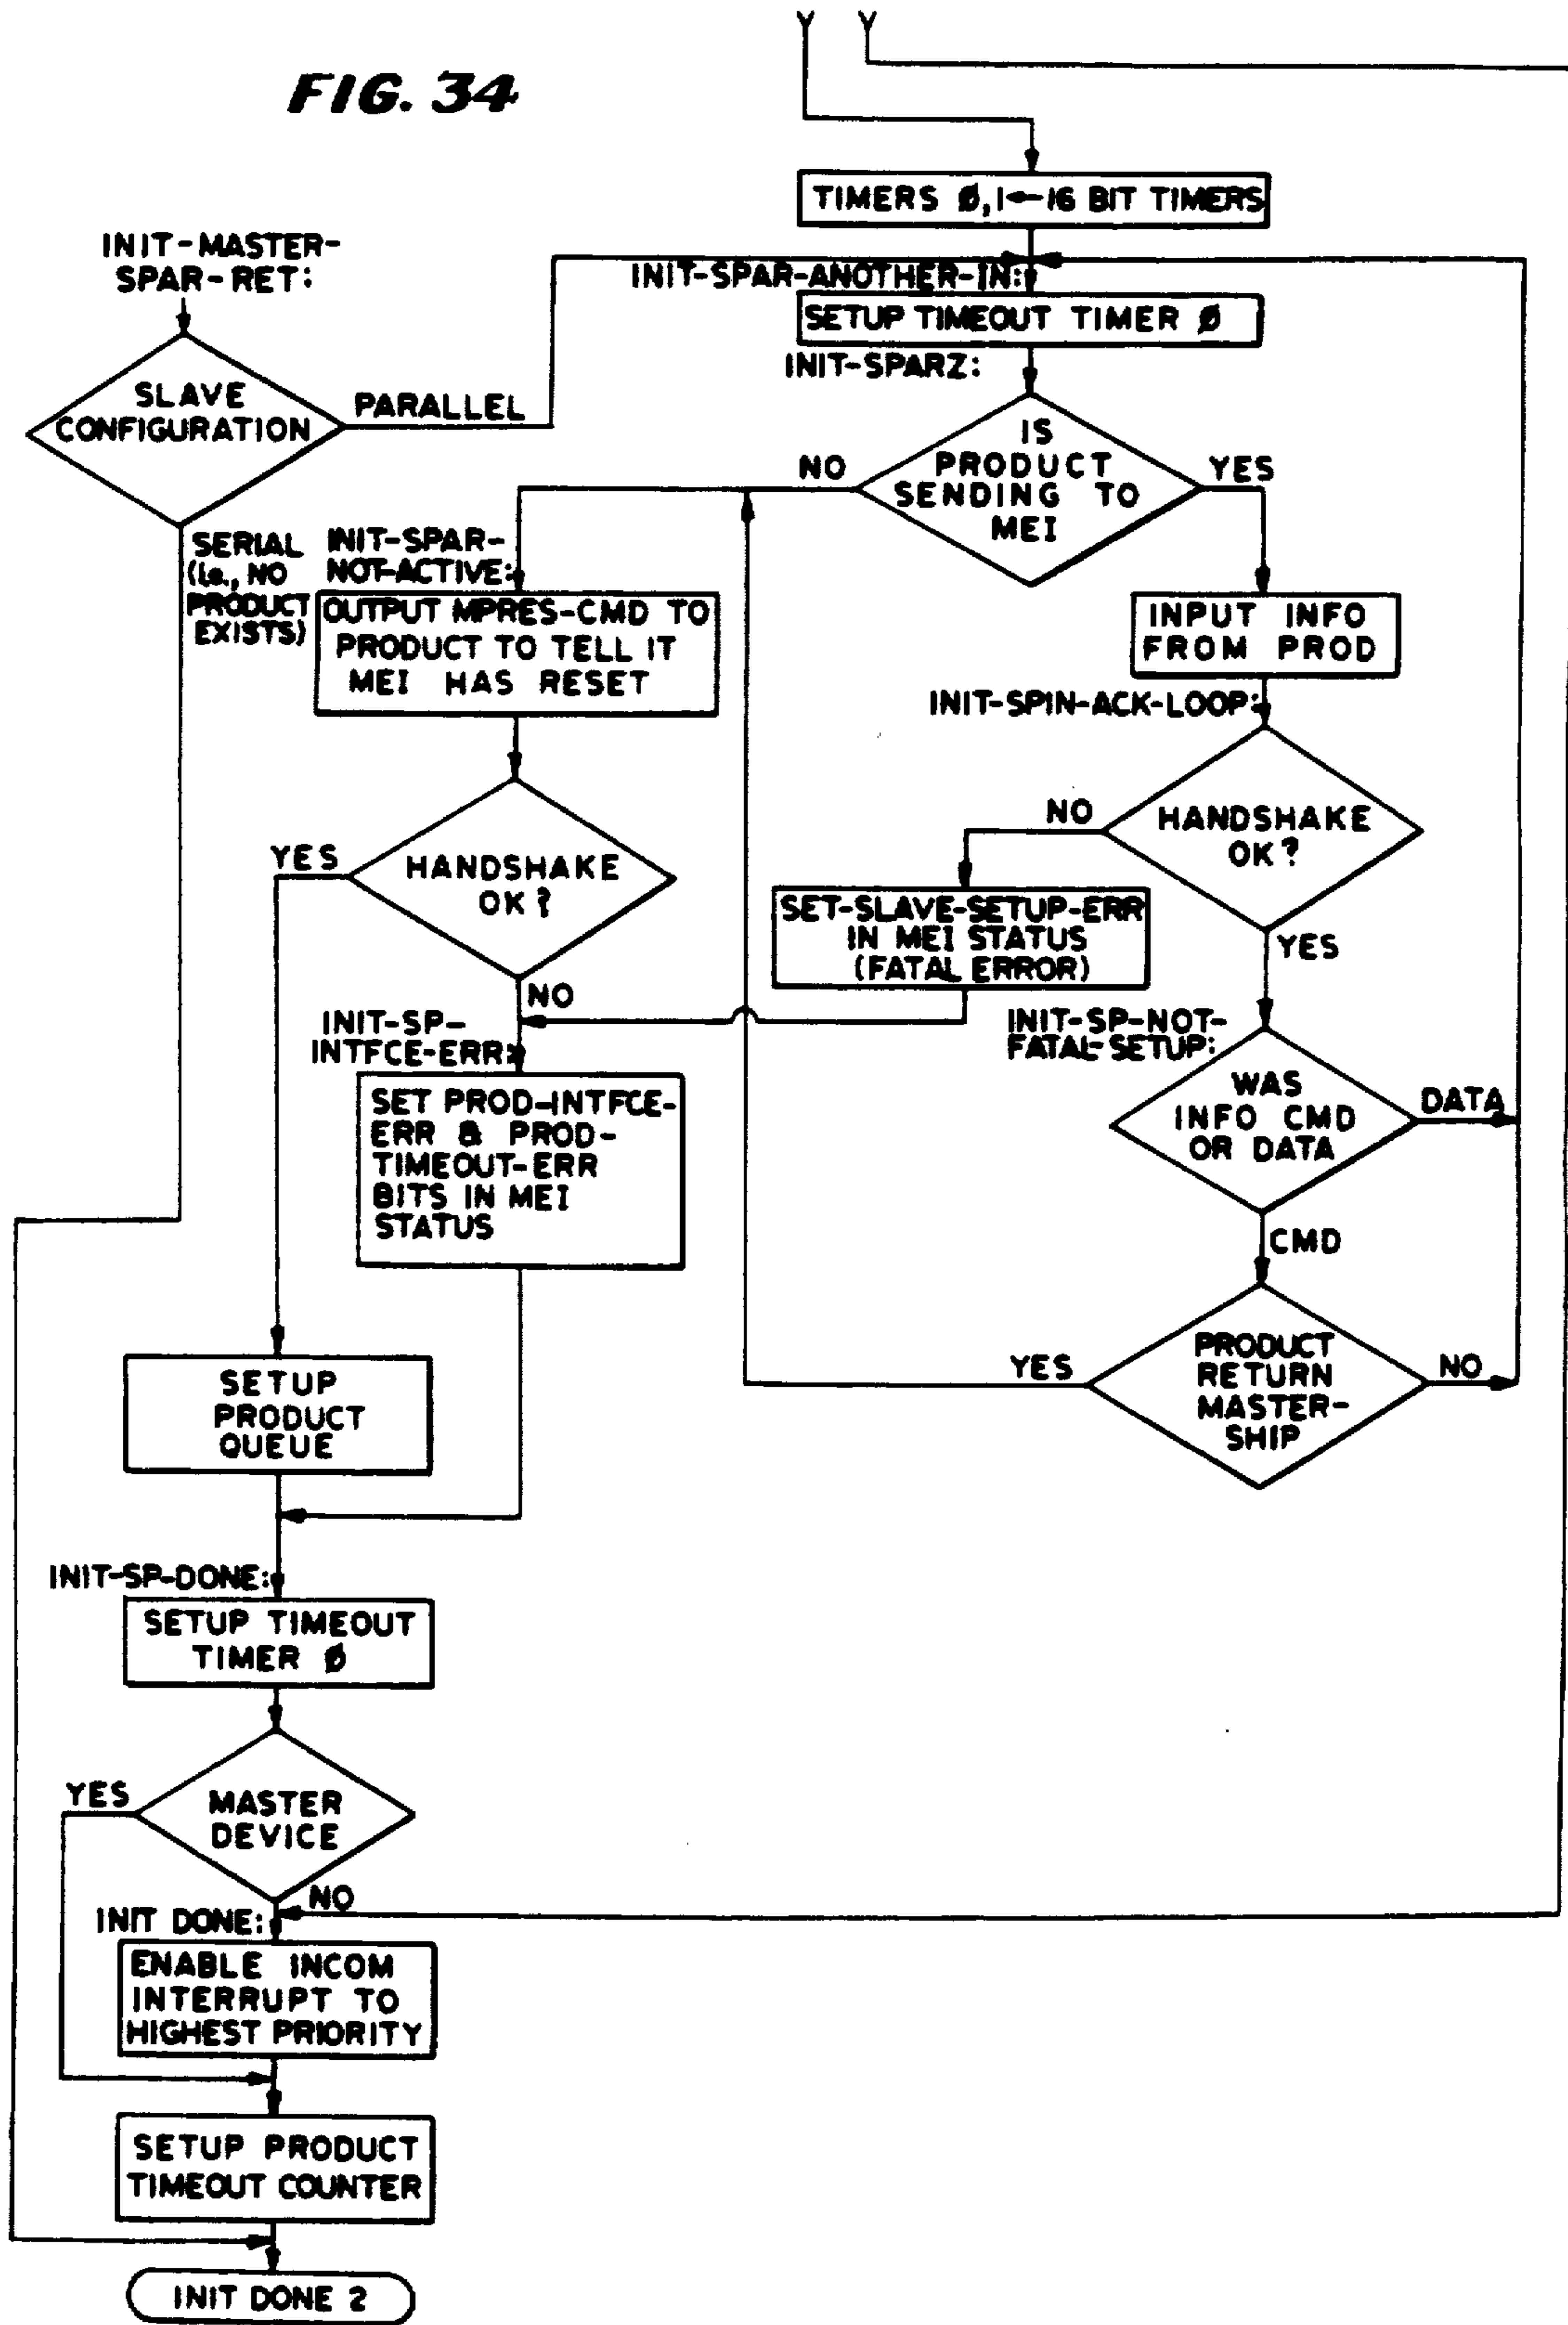 Y Y
FIG. 34
TIMERS Ø, 1←16 BIT TIMERS
INIT-MASTER-
SPAR-RET:
INIT-SPAR-ANOTHER-IN:
SETUP TIMEOUT TIMER Ø
INIT-SPARZ:
SLAVE
CONFIGURATION
PARALLEL
IS
PRODUCT
SENDING TO
MEI
NO
YES
SERIAL
(i.e., NO
PRODUCT
EXISTS)
INIT-SPAR-
NOT-ACTIVE:
OUTPUT MPRES-CMD TO
PRODUCT TO TELL IT
MEI HAS RESET
INPUT INFO
FROM PROD
INIT-SPIN-ACK-LOOP:
HANDSHAKE
OK?
YES
NO
HANDSHAKE
OK?
NO
YES
SET-SLAVE-SETUP-ERR
IN MEI STATUS
(FATAL ERROR)
INIT-SP-
INTFCE-ERR:
SET PROD-INTFCE-
ERR & PROD-
TIMEOUT-ERR
BITS IN MEI
STATUS
INIT-SP-NOT-
FATAL-SETUP:
WAS
INFO CMD
OR DATA
DATA
CMD
PRODUCT
RETURN
MASTER-
SHIP
YES
NO
SETUP
PRODUCT
QUEUE
INIT-SP-DONE:
SETUP TIMEOUT
TIMER Ø
MASTER
DEVICE
YES
NO
INIT DONE:
ENABLE INCOM
INTERRUPT TO
HIGHEST PRIORITY
SETUP PRODUCT
TIMEOUT COUNTER
INIT DONE 2